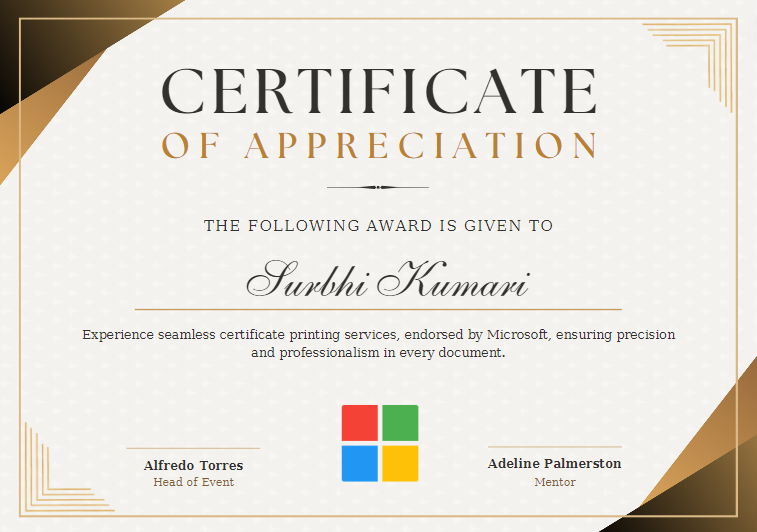 CERTIFICATE
OF APPRECIATION
THE FOLLOWING AWARD IS GIVEN TO
Surbhi Kumari
Experience seamless certificate printing services, endorsed by Microsoft, ensuring precision
and professionalism in every document.
Alfredo Torres
Head of Event
Adeline Palmerston
Mentor